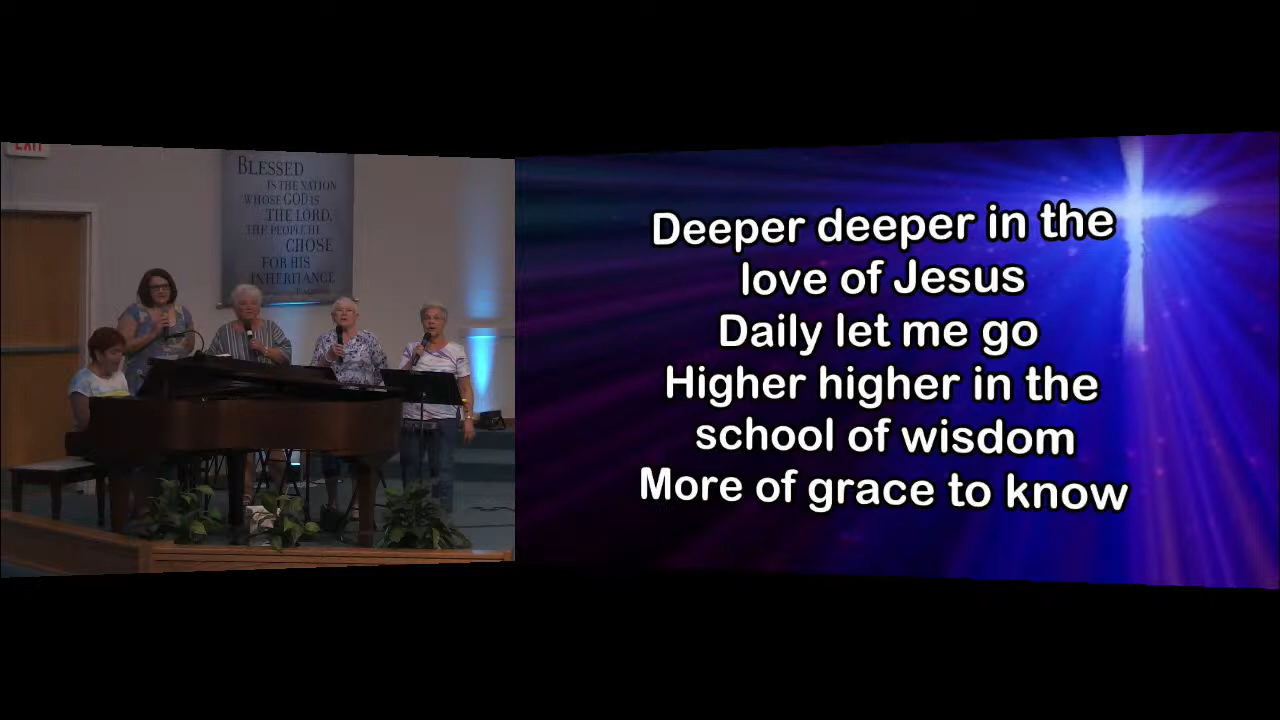 EXIT
BLESSED
IS THE NATION
WHOSE GOD IS
THE LORD,
THE PEOPLE HE
CHOSE
FOR HIS
INHERITANCE
Deeper deeper in the
love of Jesus
Daily let me go
Higher higher in the
school of wisdom
More of grace to know